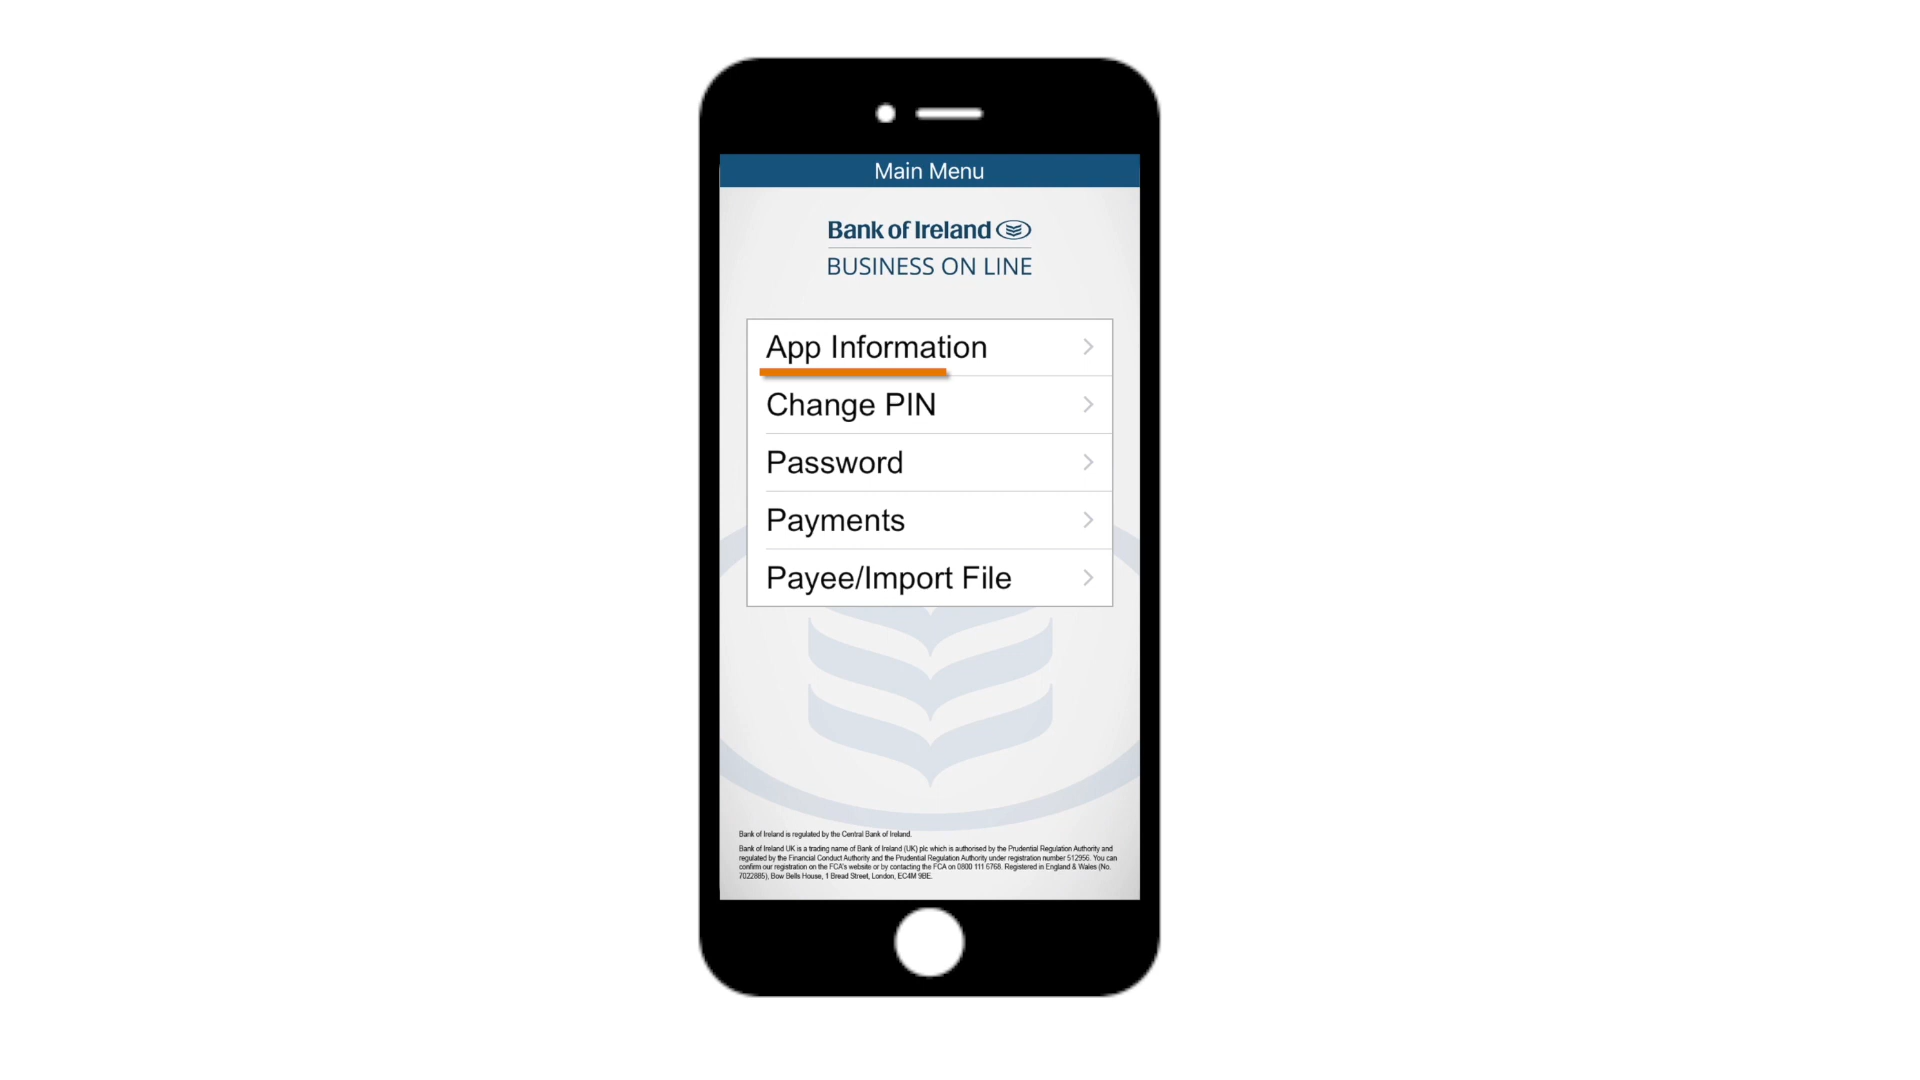 Main Menu
Bank of Ireland
BUSINESS ON LINE
App Information
Change PIN
Password
Payments
Payee/Import File
Bank of Ireland is regulated by the Central Bank of Ireland.
Bank of Ireland UK is a trading name of Bank of Ireland (UK) plc which is authorised by the Prudential Regulation Authority and
regulated by the Financial Conduct Authority and the Prudential Regulation Authority under registration number 512956. You can
confirm our registration on the FCA's website or by contacting the FCA on 0800 111 6768. Registered in England & Wales (No.
7022885), Bow Bells House, 1 Bread Street, London, EC4M 9BE.